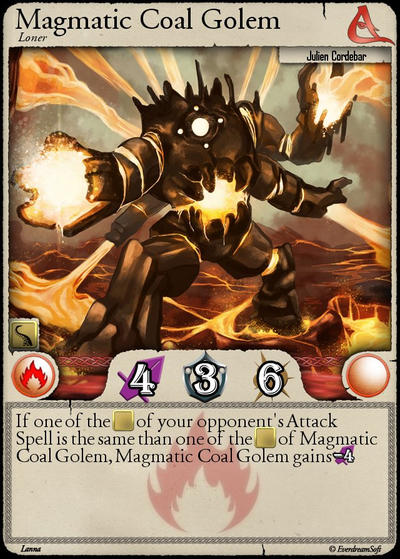 Magmatic Coal Golem
Loner
Julien Cordebar
4 3 6
If one of the of your opponent's Attack
Spell is the same than one of the of Magmatic
Coal Golem, Magmatic Coal Golem gains -4
Lanna
© EverdreamSoft